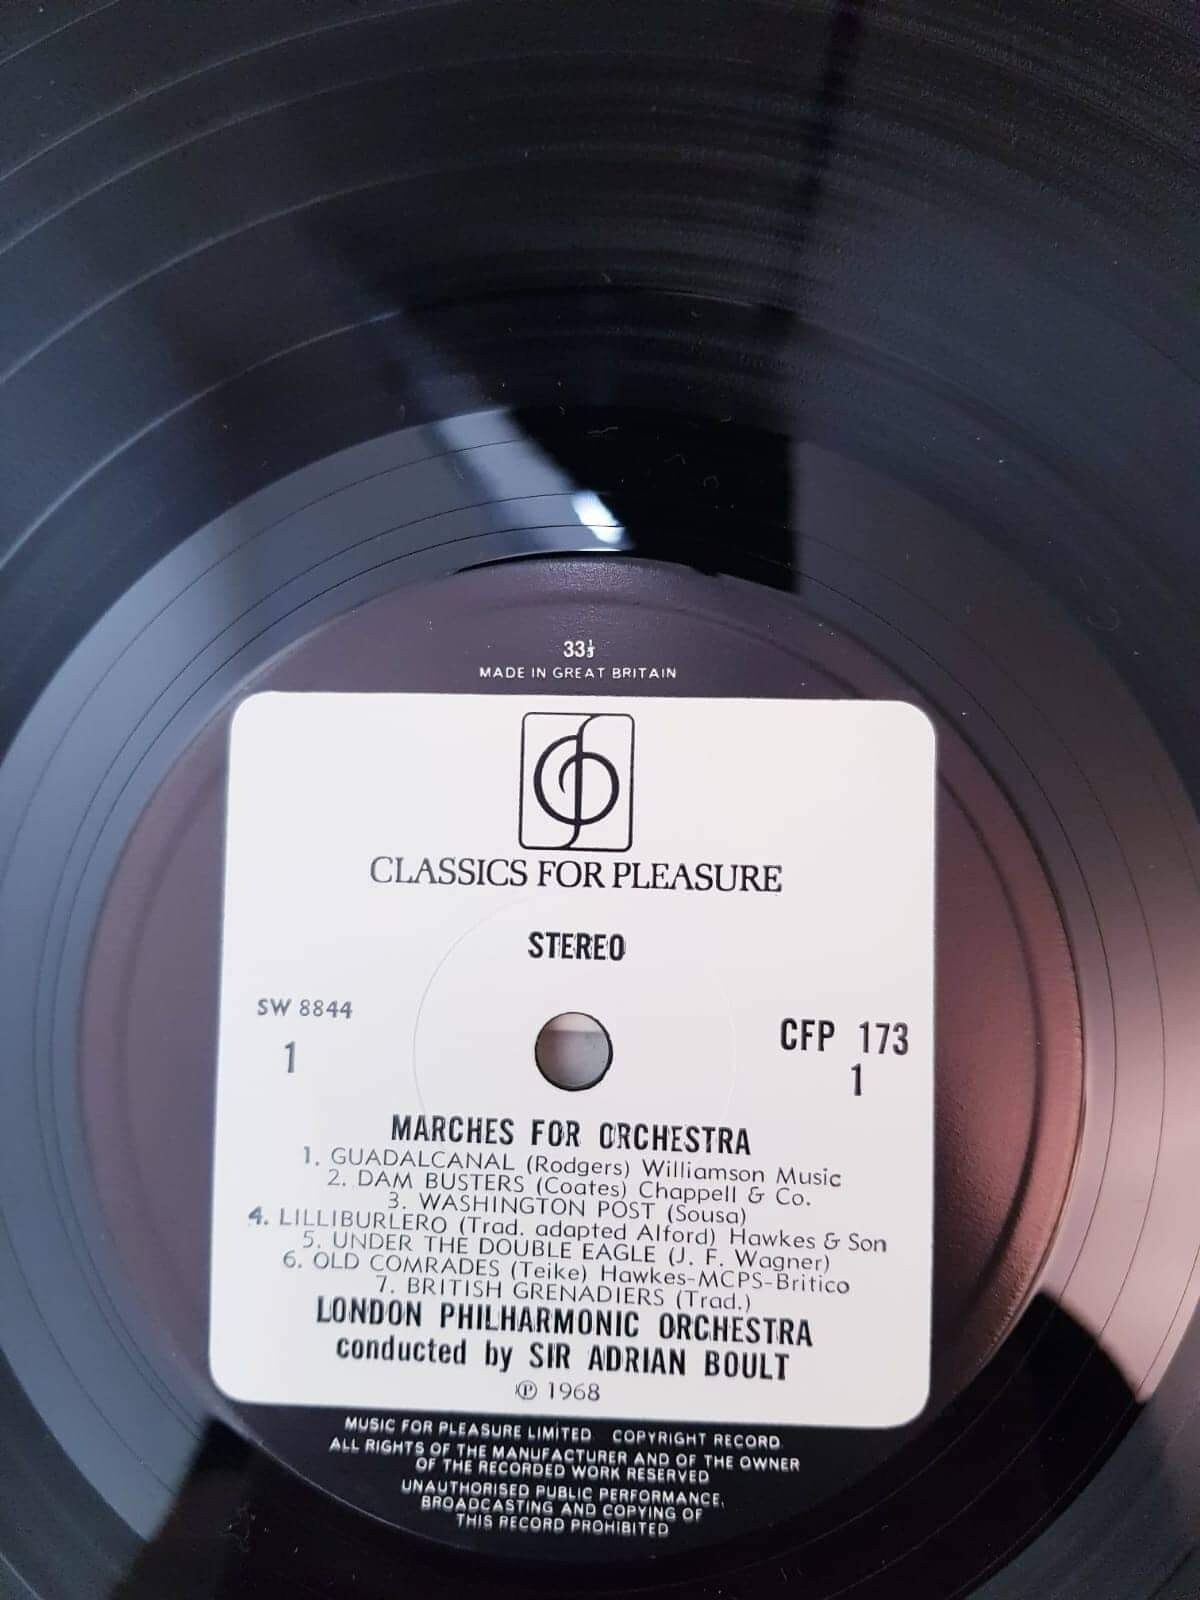 33⅓
MADE IN GREAT BRITAIN
CLASSICS FOR PLEASURE
STEREO
SW 8844
1
CFP 173
1
MARCHES FOR ORCHESTRA
1. GUADALCANAL (Rodgers) Williamson Music
2. DAM BUSTERS (Coates) Chappell & Co.
3. WASHINGTON POST (Sousa)
4. LILLIBURLERO (Trad. adapted Alford) Hawkes & Son
5. UNDER THE DOUBLE EAGLE (J. F. Wagner)
6. OLD COMRADES (Teike) Hawkes-MCPS-Britico
7. BRITISH GRENADIERS (Trad.)
LONDON PHILHARMONIC ORCHESTRA
conducted by SIR ADRIAN BOULT
℗ 1968
MUSIC FOR PLEASURE LIMITED COPYRIGHT RECORD
ALL RIGHTS OF THE MANUFACTURER AND OF THE OWNER
OF THE RECORDED WORK RESERVED
UNAUTHORISED PUBLIC PERFORMANCE,
BROADCASTING AND COPYING OF
THIS RECORD PROHIBITED